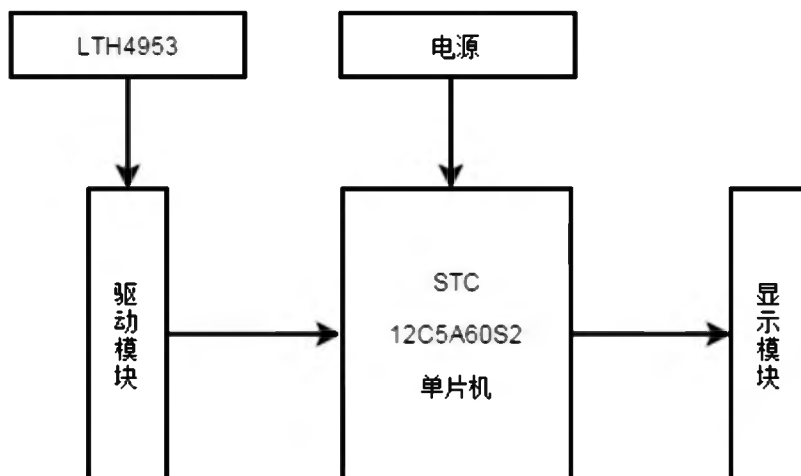 LTH4953
电源
驱动模块
STC
12C5A60S2
单片机
显示模块